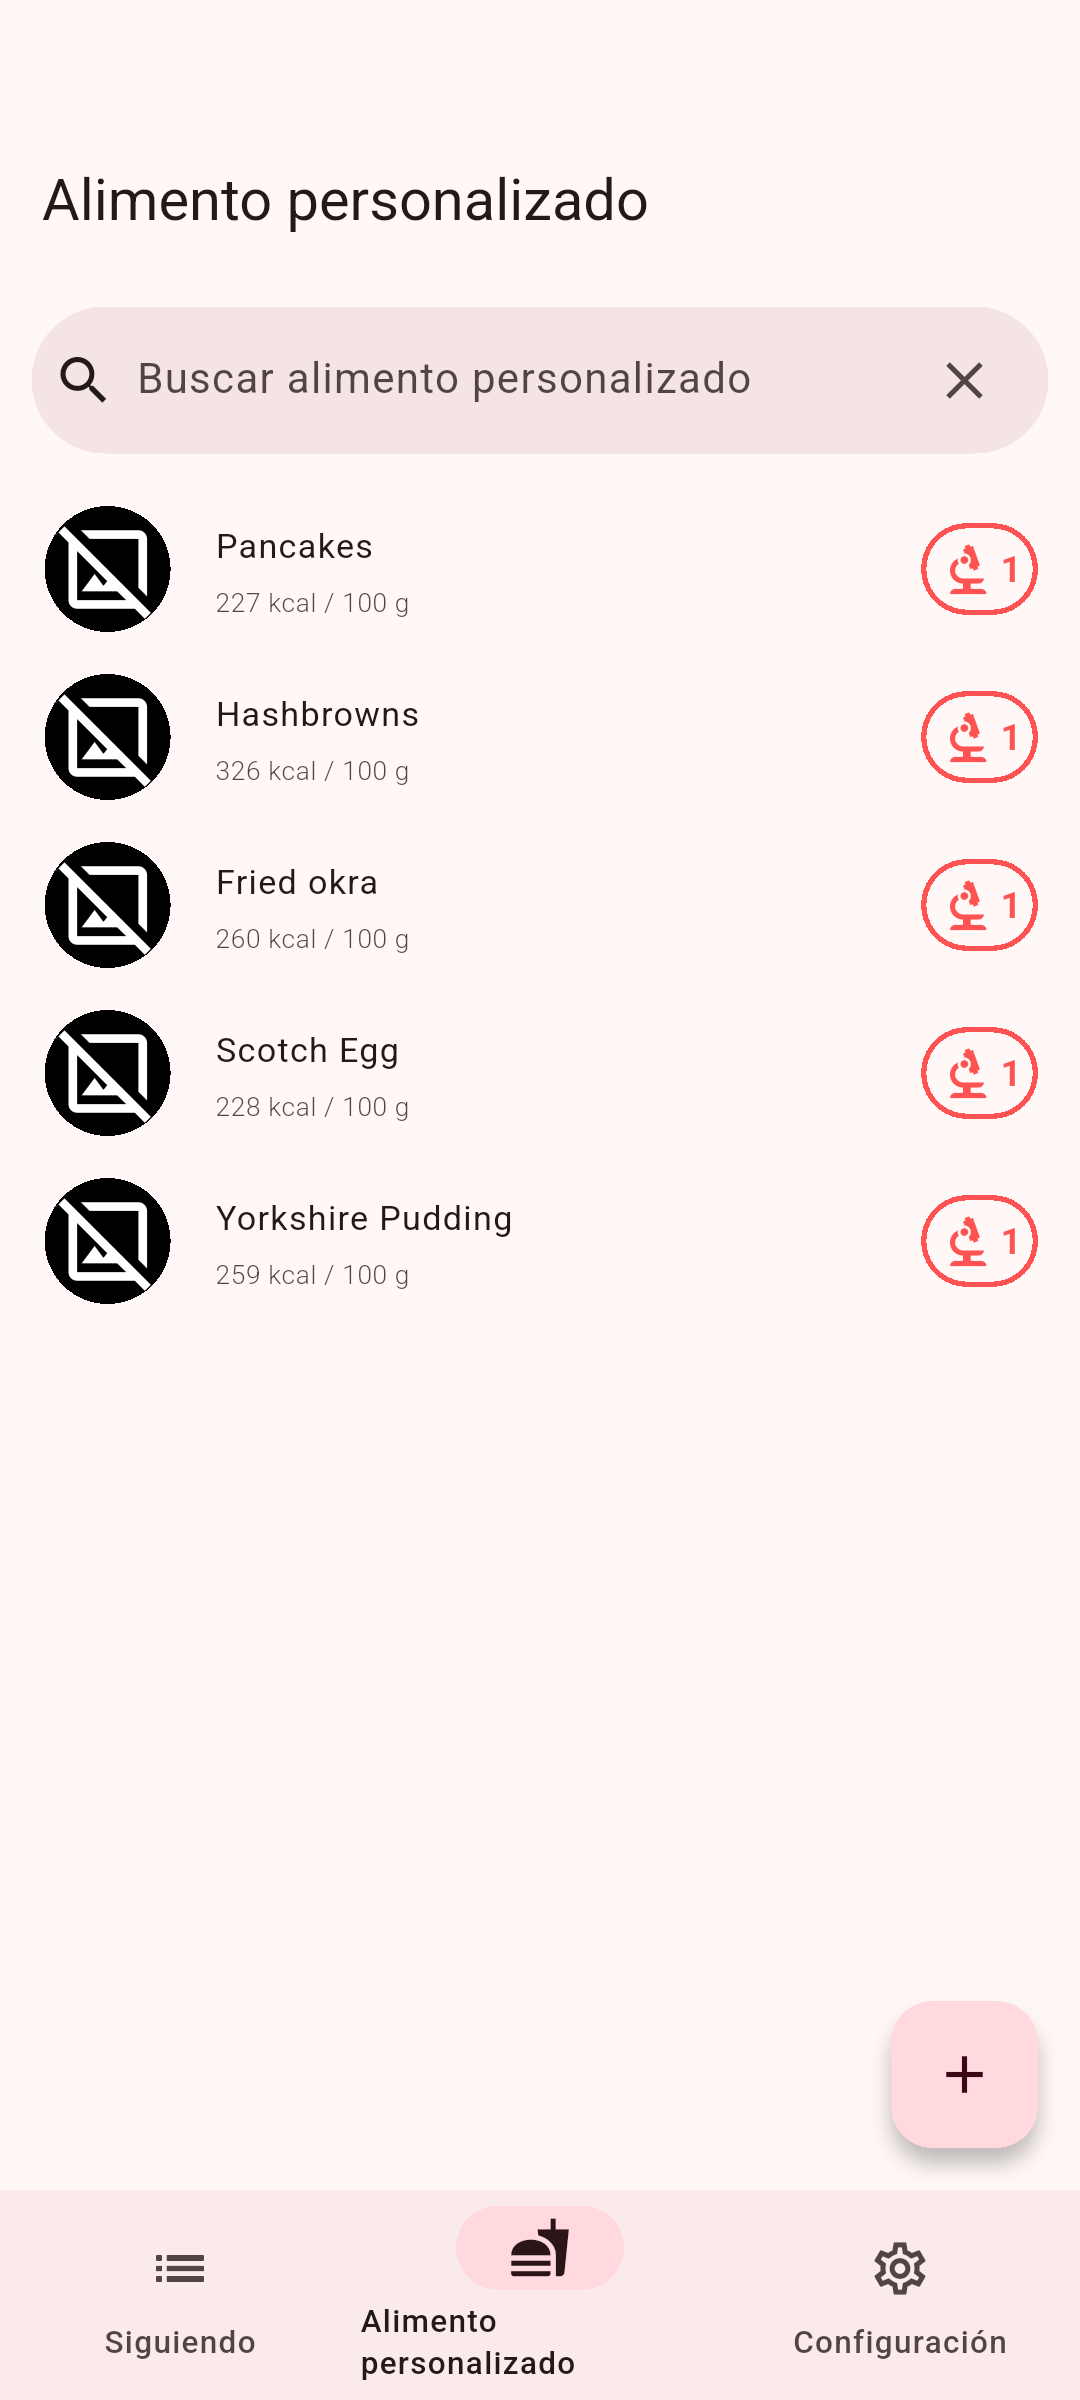 Alimento personalizado
Buscar alimento personalizado
Pancakes
227 kcal / 100 g
1
Hashbrowns
326 kcal / 100 g
1
Fried okra
260 kcal / 100 g
1
Scotch Egg
228 kcal / 100 g
1
Yorkshire Pudding
259 kcal / 100 g
1
Siguiendo
Alimento
personalizado
Configuración